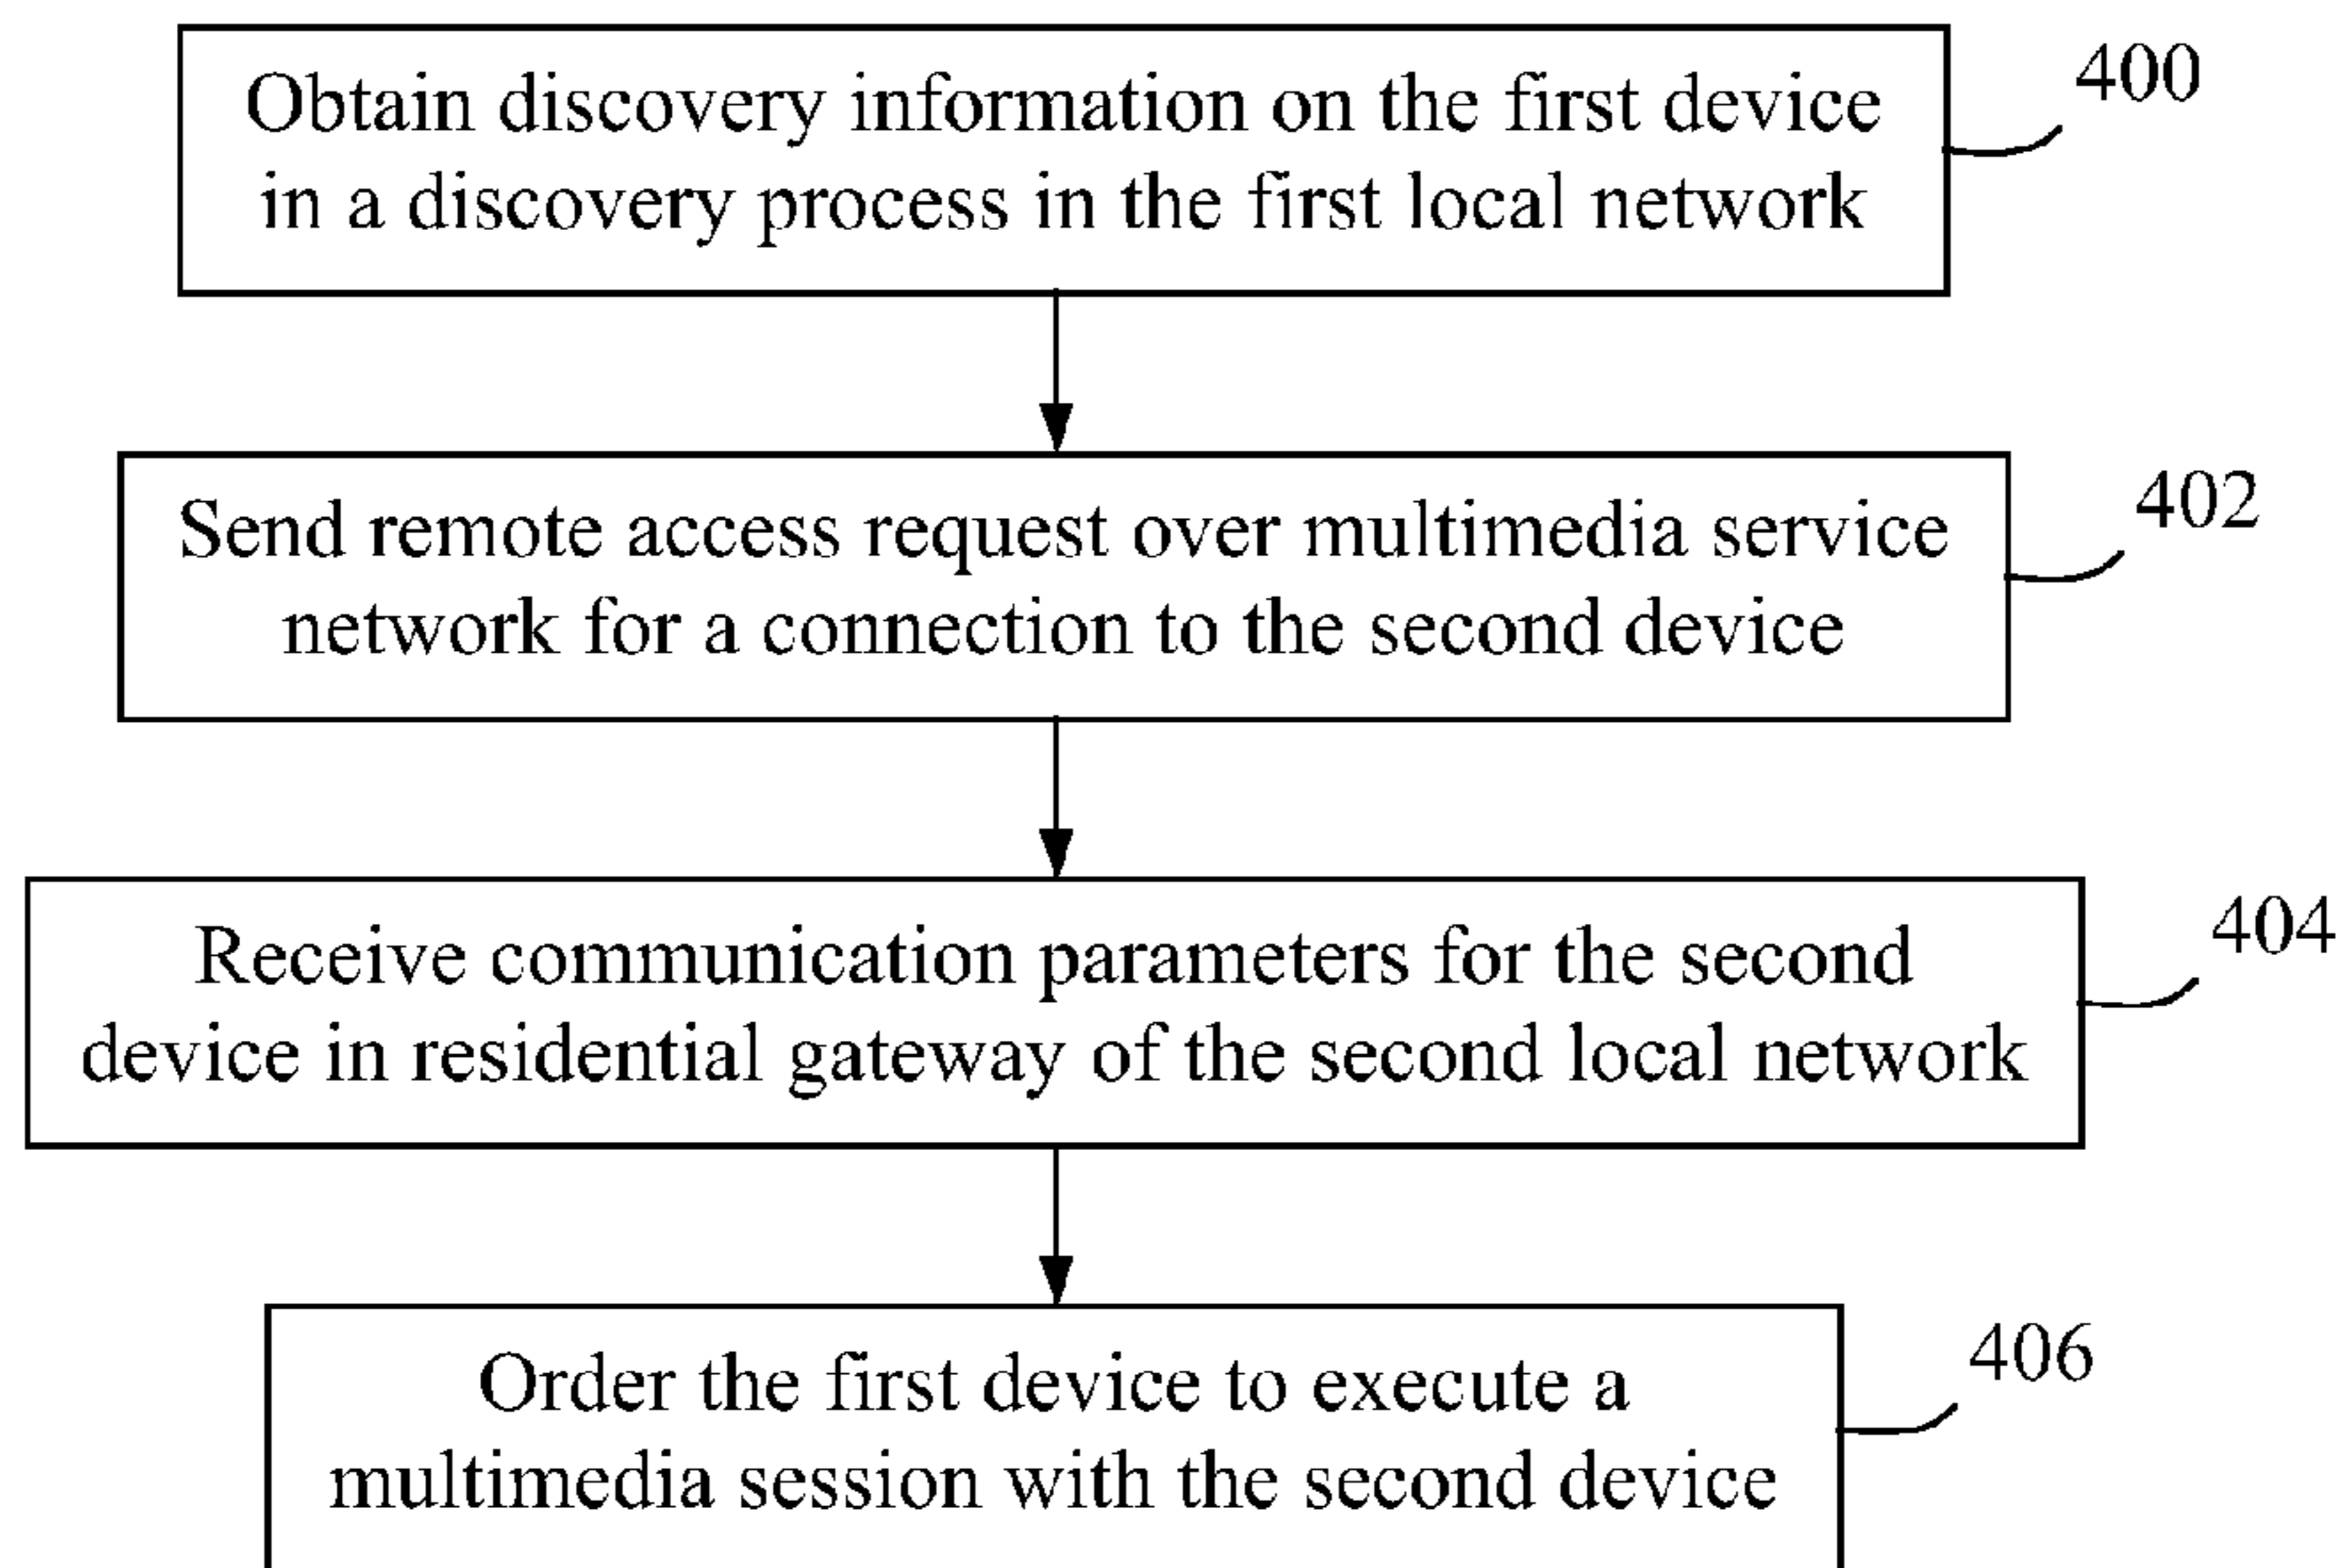 Obtain discovery information on the first device
in a discovery process in the first local network
400
Send remote access request over multimedia service
network for a connection to the second device
402
Receive communication parameters for the second
device in residential gateway of the second local network
404
Order the first device to execute a
multimedia session with the second device
406